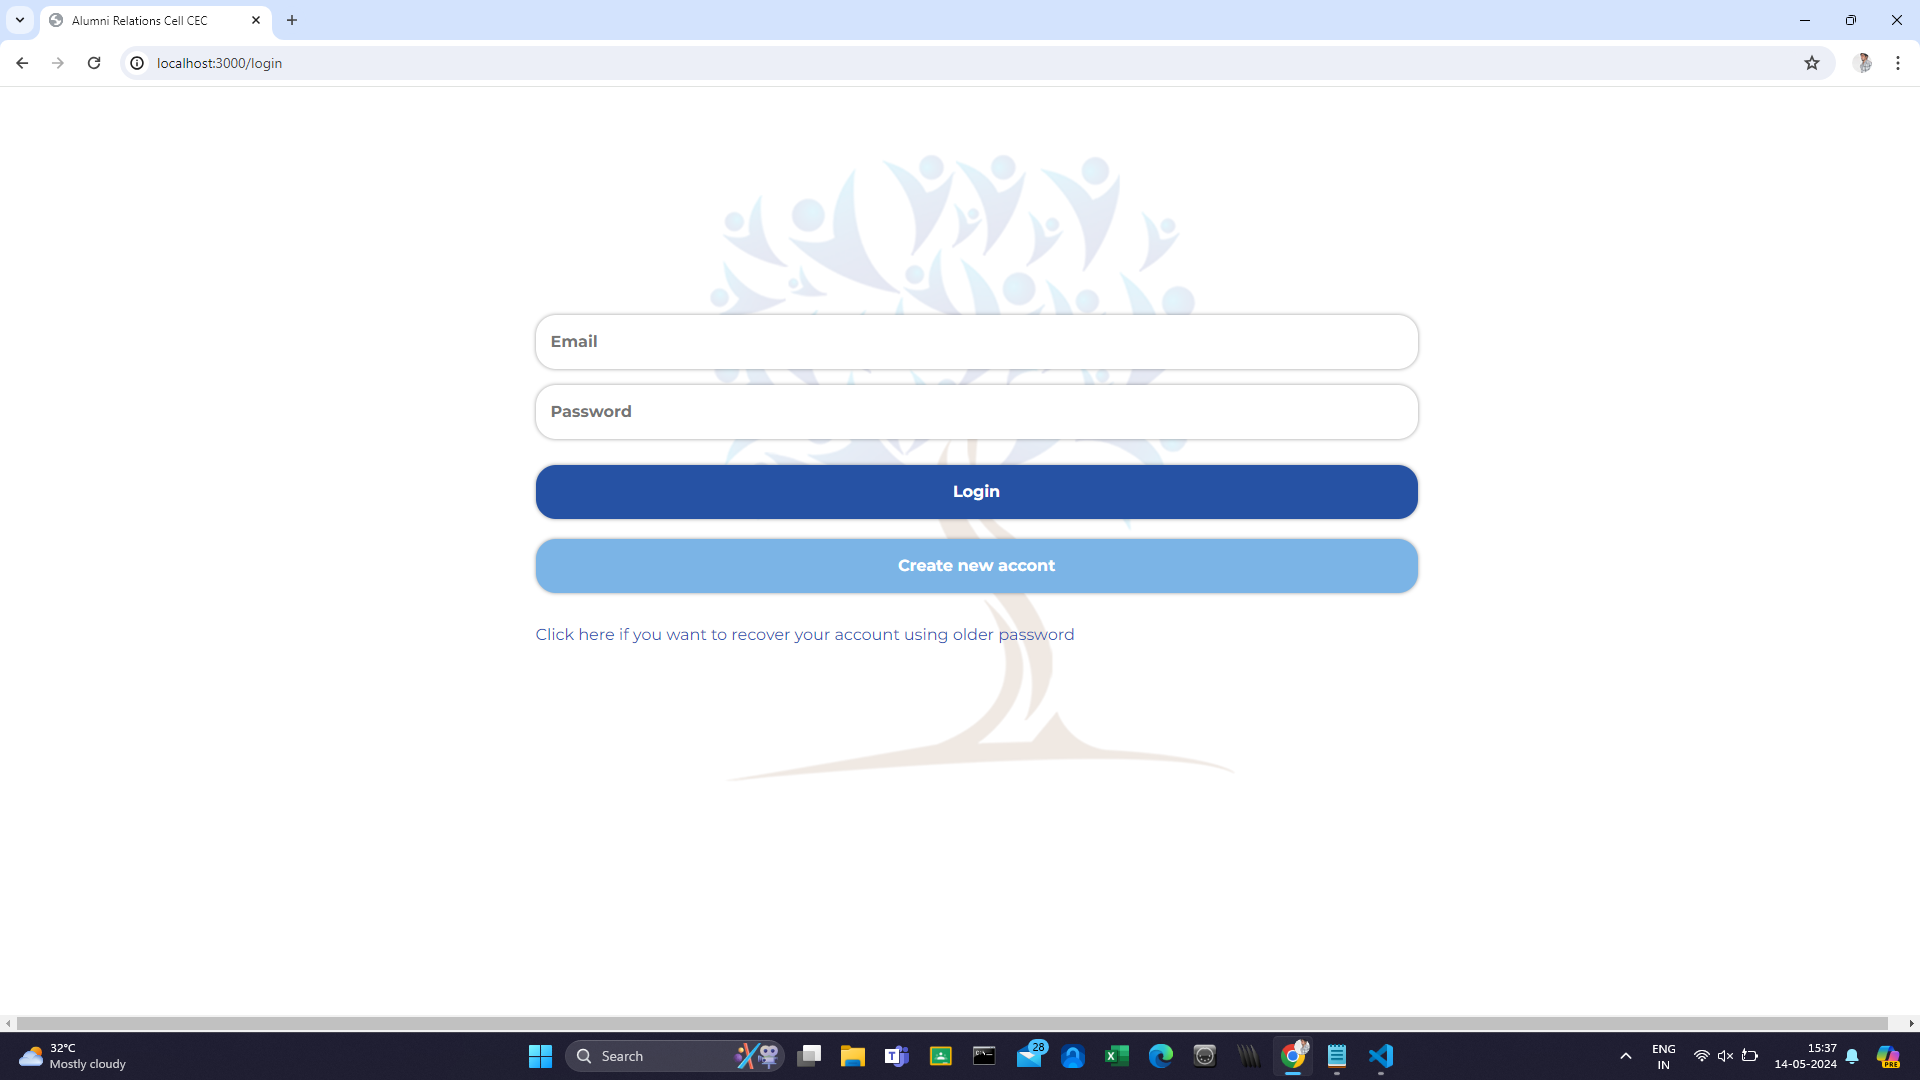 Alumni Relations Cell CEC
localhost:3000/login
Email
Password
Login
Create new accont
Click here if you want to recover your account using older password
32°C
Mostly cloudy
Search
28
ENG
IN
15:37
14-05-2024
PRE